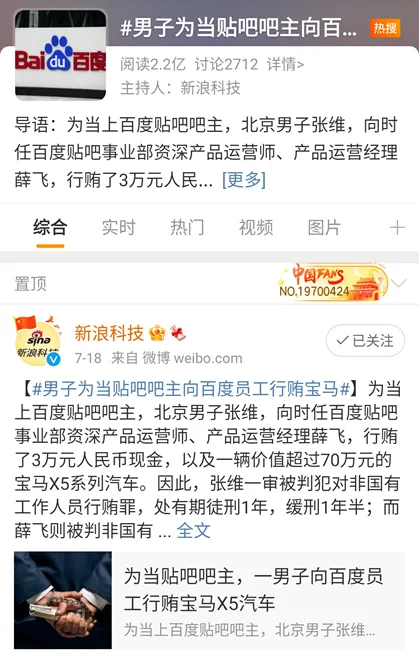 Bai du 百度
#男子为当贴吧吧主向百...
热搜
阅读2.2亿 讨论2712 详情>
主持人：新浪科技
导语：为当上百度贴吧吧主，北京男子张维，向时
任百度贴吧事业部资深产品运营师、产品运营经理
薛飞，行贿了3万元人民... [更多]
综合 实时 热门 视频 图片
置顶
中国FANS
NO.19700424
sina
新浪科技
新浪科技
7-18 来自 微博 weibo.com
已关注
【#男子为当贴吧吧主向百度员工行贿宝马#】为当
上百度贴吧吧主，北京男子张维，向时任百度贴吧
事业部资深产品运营师、产品运营经理薛飞，行贿
了3万元人民币现金，以及一辆价值超过70万元的
宝马X5系列汽车。因此，张维一审被判犯对非国有
工作人员行贿罪，处有期徒刑1年，缓刑1年半；而
薛飞则被判非国有 ... 全文
为当贴吧吧主，一男子向百度员
工行贿宝马X5汽车
为当上百度贴吧吧主，北京男子张维...